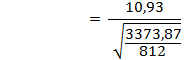 = 10,93 / √(3373,87 / 812)